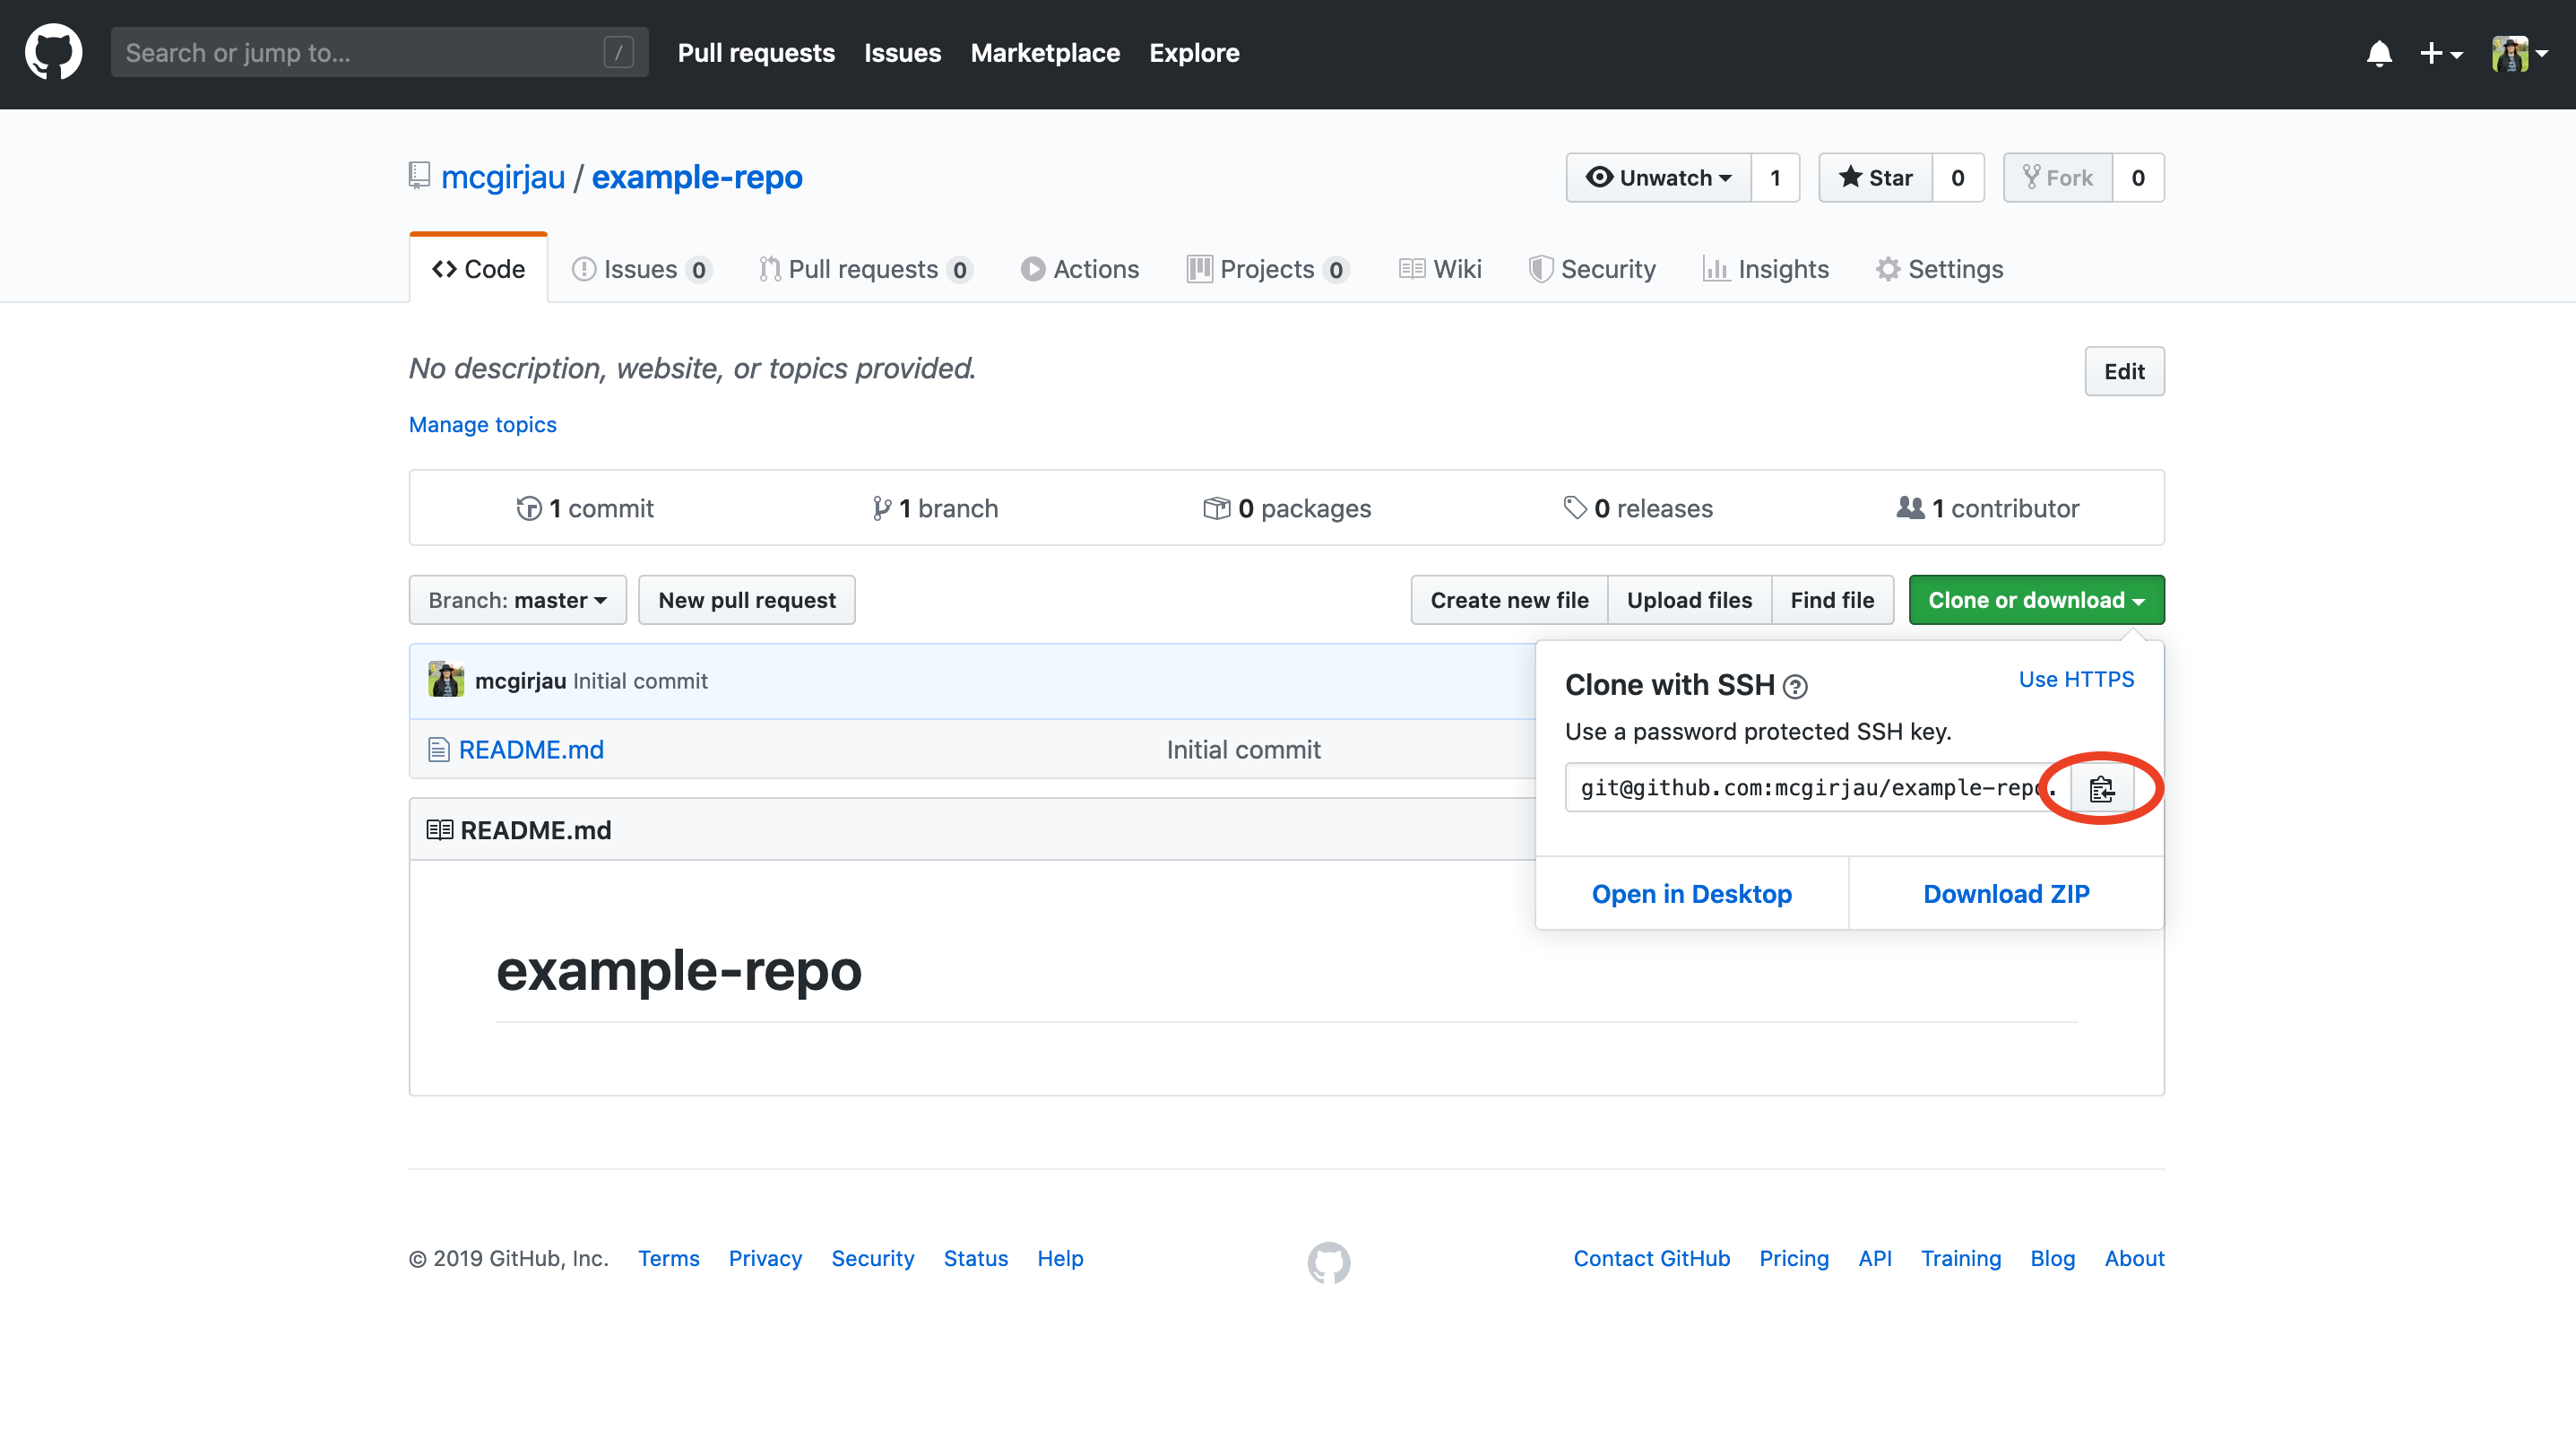 Search or jump to... /
Pull requests Issues Marketplace Explore
mcgirjau / example-repo
Unwatch 1 Star 0 Fork 0
Code Issues 0 Pull requests 0 Actions Projects 0 Wiki Security Insights Settings
No description, website, or topics provided.
Edit
Manage topics
1 commit 1 branch 0 packages 0 releases 1 contributor
Branch: master New pull request Create new file Upload files Find file Clone or download
mcgirjau Initial commit
README.md Initial commit
Clone with SSH ? Use HTTPS
Use a password protected SSH key.
git@github.com:mcgirjau/example-repo.
Open in Desktop Download ZIP
README.md
example-repo
© 2019 GitHub, Inc. Terms Privacy Security Status Help
Contact GitHub Pricing API Training Blog About